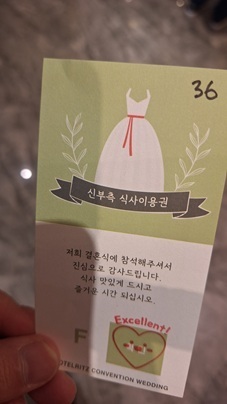 36
신부측 식사이용권
저희 결혼식에 참석해주셔서
진심으로 감사드립니다.
식사 맛있게 드시고
즐거운 시간 되십시오.
Excellent!
F
HOTELRITZ CONVENTION WEDDING